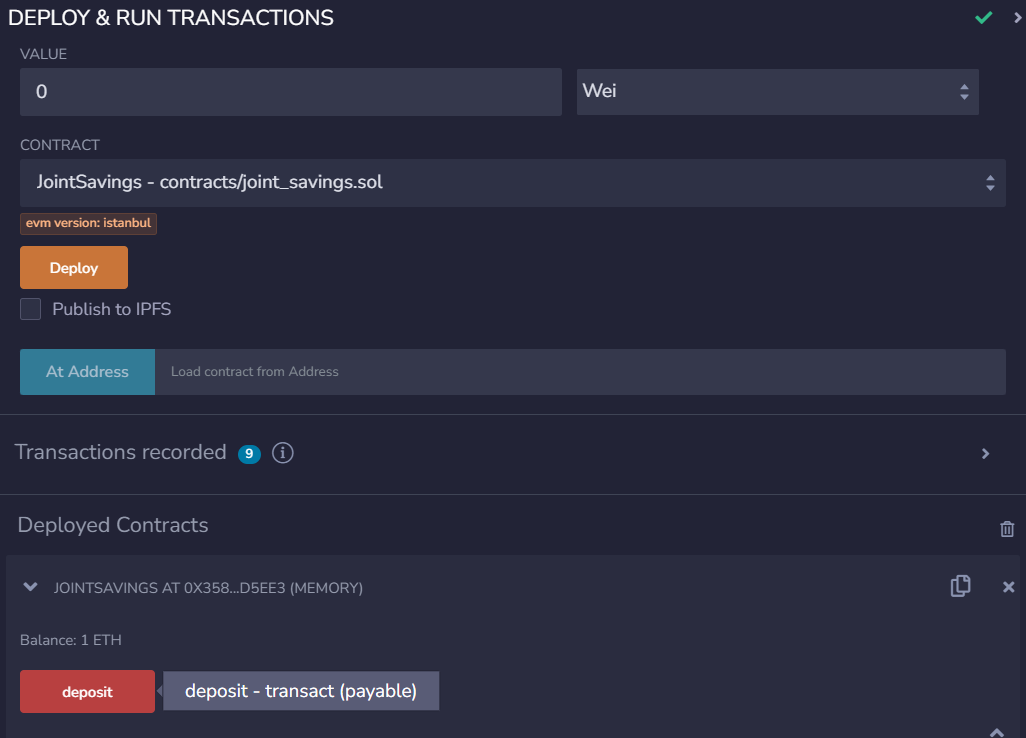 DEPLOY & RUN TRANSACTIONS
VALUE
0
Wei
CONTRACT
JointSavings - contracts/joint_savings.sol
evm version: istanbul
Deploy
Publish to IPFS
At Address
Load contract from Address
Transactions recorded 9
Deployed Contracts
JOINTSAVINGS AT 0X358...D5EE3 (MEMORY)
Balance: 1 ETH
deposit
deposit - transact (payable)